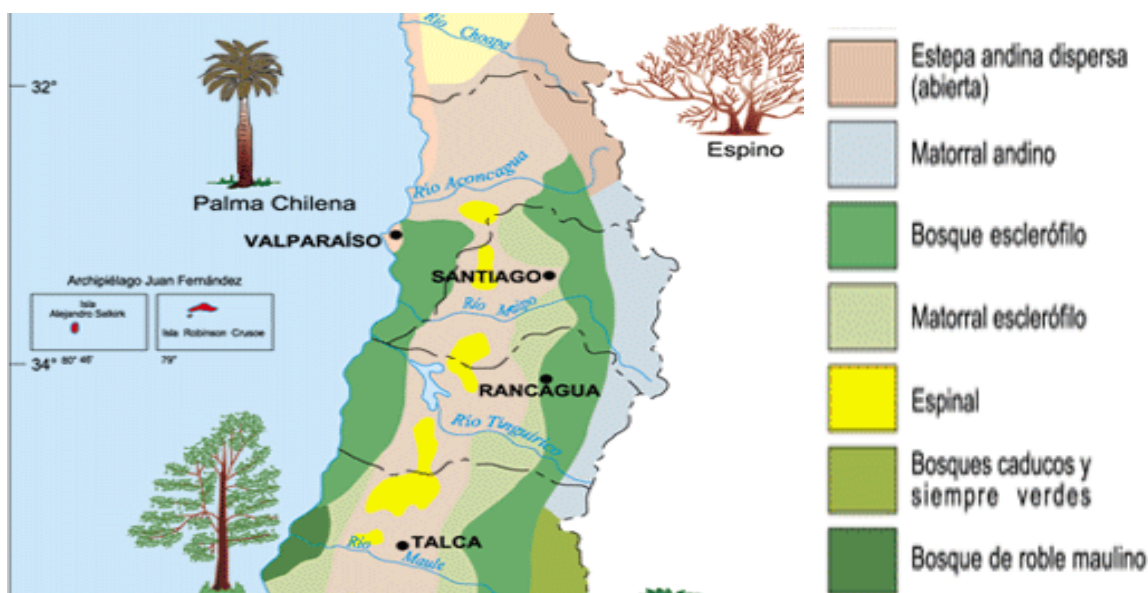 Río Choapa
32°
Palma Chilena
Espino
Río Aconcagua
VALPARAÍSO
SANTIAGO
Archipiélago Juan Fernández
Isla
Alejandro Selkirk
Isla Robinson Crusoe
80° 46'
79°
Río Maipo
34°
RANCAGUA
Río Tinguiririca
TALCA
Río Maule
Estepa andina dispersa
(abierta)
Matorral andino
Bosque esclerófilo
Matorral esclerófilo
Espinal
Bosques caducos y
siempre verdes
Bosque de roble maulino